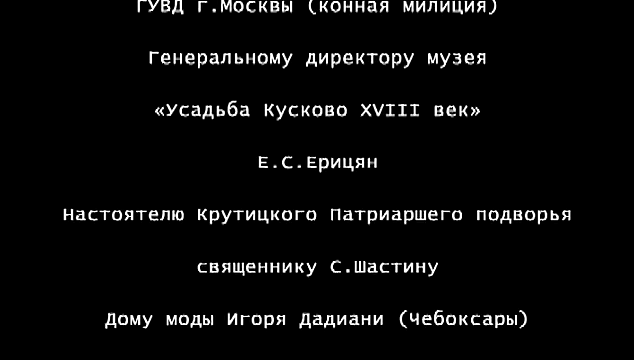 ГУВД г.Москвы (конная милиция)
Генеральному директору музея
«Усадьба Кусково XVIII век»
Е.С.Ерицян
Настоятелю Крутицкого Патриаршего подворья
священнику С.Шастину
Дому моды Игоря Дадиани (Чебоксары)